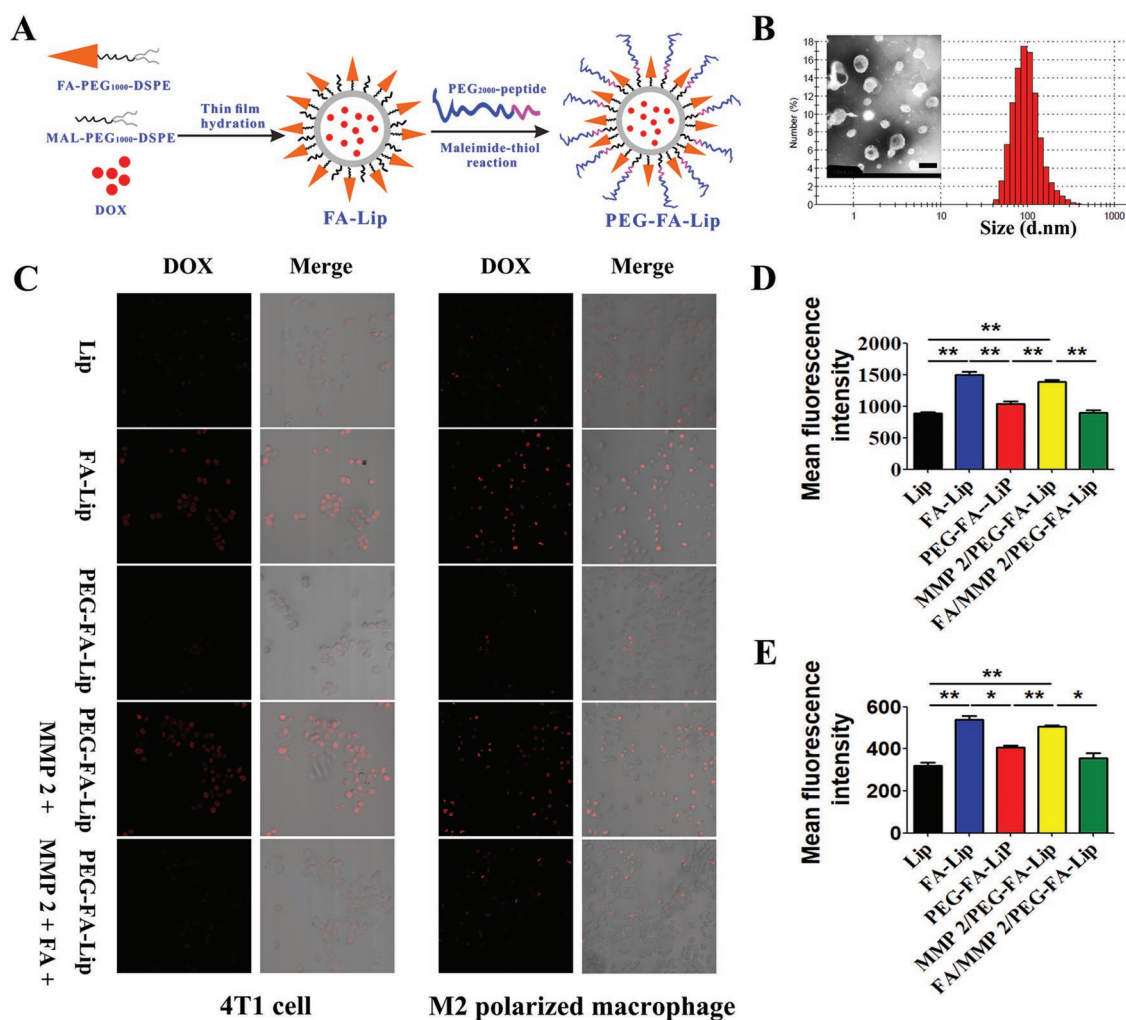 A
FA-PEG1000-DSPE
MAL-PEG1000-DSPE
DOX
Thin film
hydration
FA-Lip
PEG2000-peptide
Maleimide-thiol
reaction
PEG-FA-Lip
B
Number (%)
18
16
14
12
10
8
6
4
2
0
1
10
100
1000
Size (d.nm)
C
DOX
Merge
DOX
Merge
Lip
FA-Lip
PEG-FA-Lip
MMP 2 +
PEG-FA-Lip
MMP 2 + FA +
PEG-FA-Lip
4T1 cell
M2 polarized macrophage
D
Mean fluorescence
intensity
2000
1500
1000
500
0
**
** ** ** **
Lip
FA-Lip
PEG-FA-LiP
MMP 2/PEG-FA-Lip
FA/MMP 2/PEG-FA-Lip
E
Mean fluorescence
intensity
600
400
200
0
**
** * ** *
Lip
FA-Lip
PEG-FA-LiP
MMP 2/PEG-FA-Lip
FA/MMP 2/PEG-FA-Lip